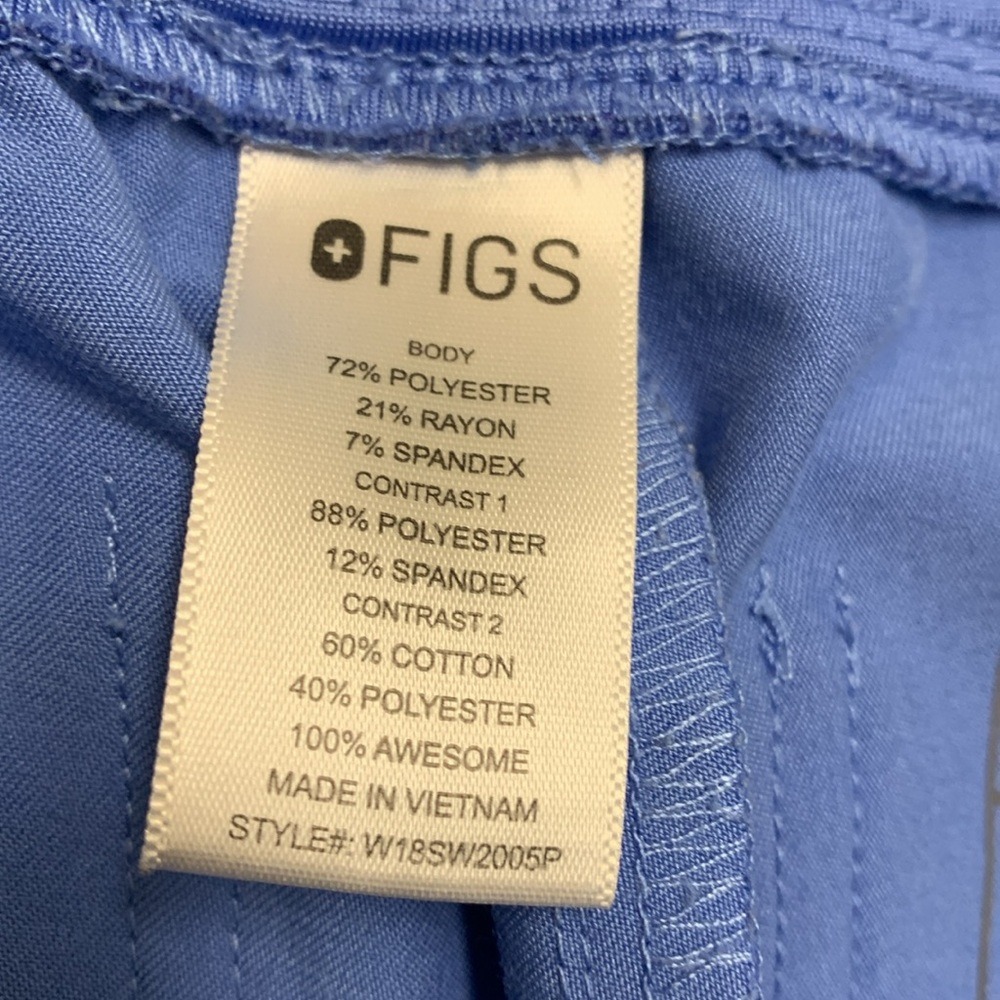 FIGS
BODY
72% POLYESTER
21% RAYON
7% SPANDEX
CONTRAST 1
88% POLYESTER
12% SPANDEX
CONTRAST 2
60% COTTON
40% POLYESTER
100% AWESOME
MADE IN VIETNAM
STYLE#: W18SW2005P